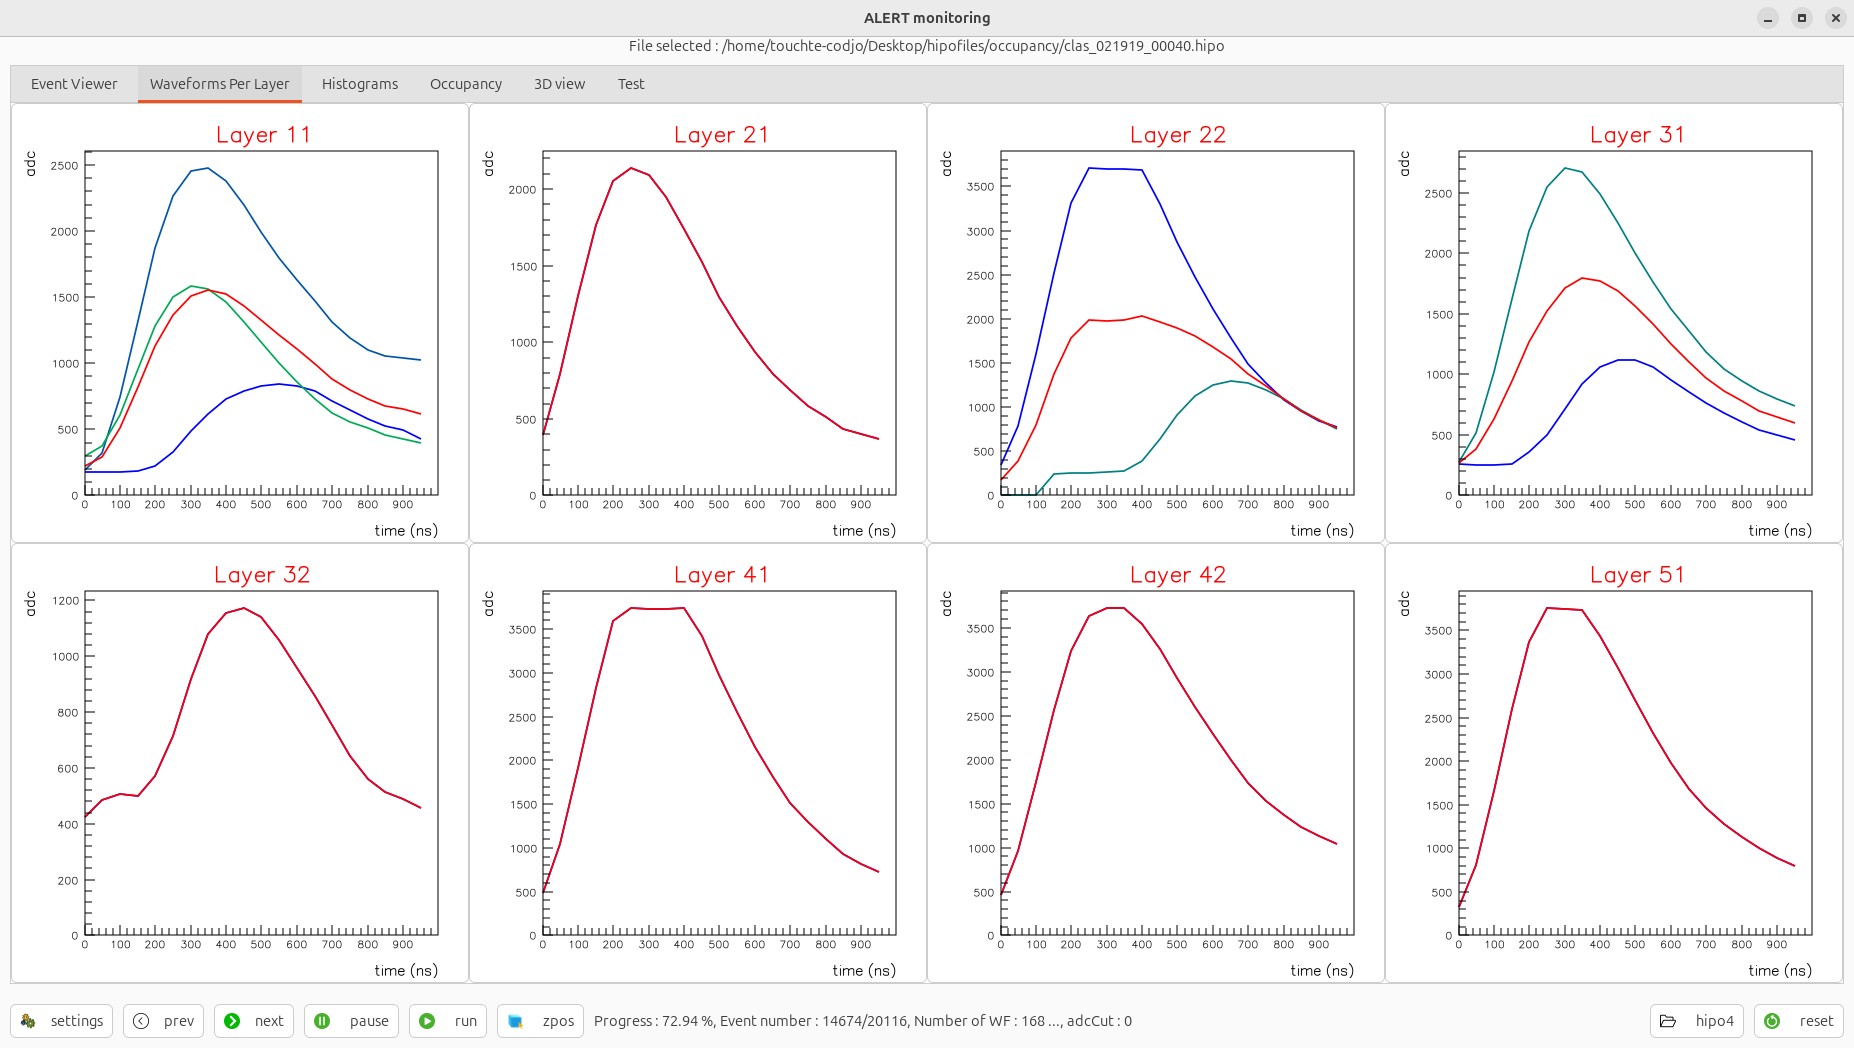 ALERT monitoring
File selected : /home/touchte-codjo/Desktop/hipofiles/occupancy/clas_021919_00040.hipo
Event Viewer Waveforms Per Layer Histograms Occupancy 3D view Test
Layer 11
adc
2500
2000
1500
1000
500
0
0 100 200 300 400 500 600 700 800 900
time (ns)
Layer 21
adc
2000
1500
1000
500
0
0 100 200 300 400 500 600 700 800 900
time (ns)
Layer 22
adc
3500
3000
2500
2000
1500
1000
500
0
0 100 200 300 400 500 600 700 800 900
time (ns)
Layer 31
adc
2500
2000
1500
1000
500
0
0 100 200 300 400 500 600 700 800 900
time (ns)
Layer 32
adc
1200
1000
800
600
400
200
0
0 100 200 300 400 500 600 700 800 900
time (ns)
Layer 41
adc
3500
3000
2500
2000
1500
1000
500
0
0 100 200 300 400 500 600 700 800 900
time (ns)
Layer 42
adc
3500
3000
2500
2000
1500
1000
500
0
0 100 200 300 400 500 600 700 800 900
time (ns)
Layer 51
adc
3500
3000
2500
2000
1500
1000
500
0
0 100 200 300 400 500 600 700 800 900
time (ns)
settings prev next pause run zpos Progress : 72.94 %, Event number : 14674/20116, Number of WF : 168 ..., adcCut : 0 hipo4 reset